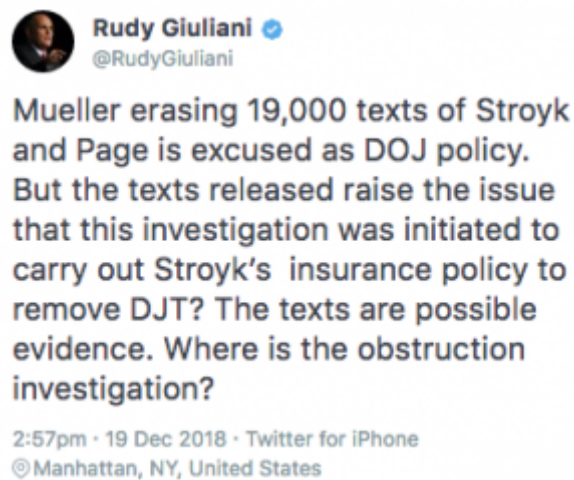 Rudy Giuliani
@RudyGiuliani
Mueller erasing 19,000 texts of Stroyk
and Page is excused as DOJ policy.
But the texts released raise the issue
that this investigation was initiated to
carry out Stroyk’s  insurance policy to
remove DJT? The texts are possible
evidence. Where is the obstruction
investigation?
2:57pm · 19 Dec 2018 · Twitter for iPhone
Manhattan, NY, United States